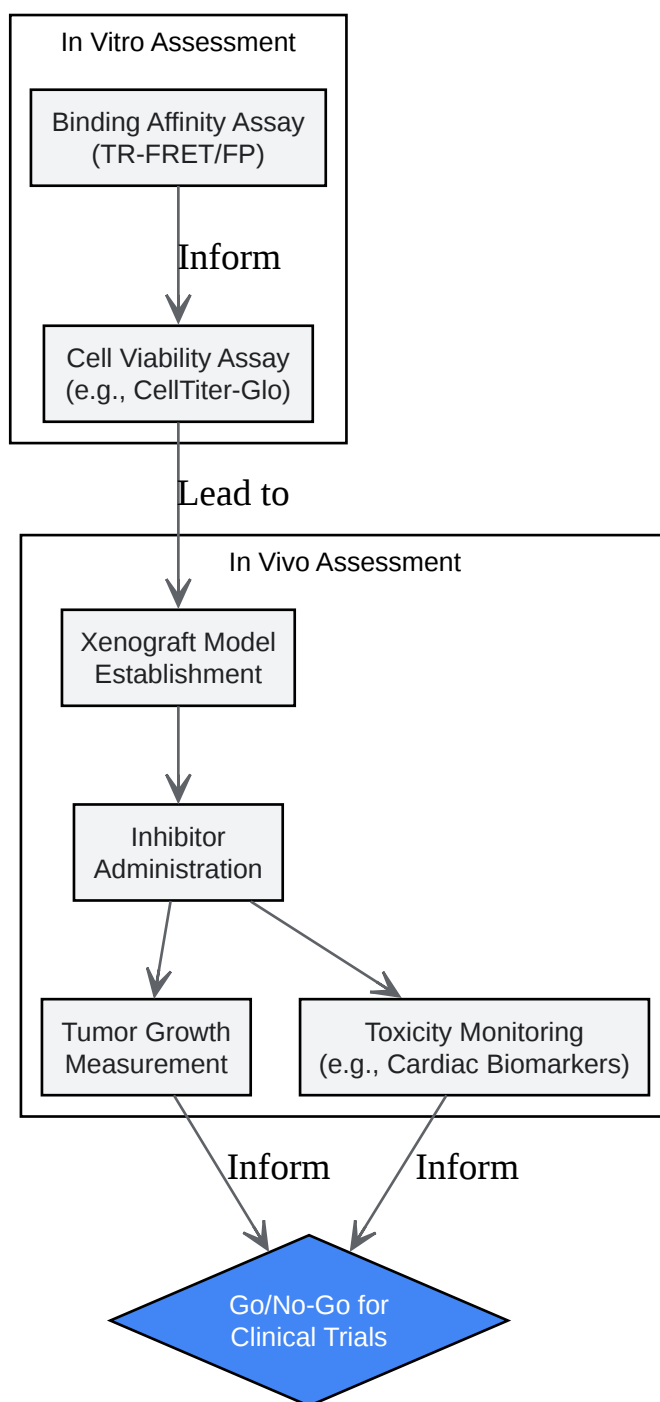 In Vitro Assessment
Binding Affinity Assay
(TR-FRET/FP)
Inform
Cell Viability Assay
(e.g., CellTiter-Glo)
Lead to
In Vivo Assessment
Xenograft Model
Establishment
Inhibitor
Administration
Tumor Growth
Measurement
Toxicity Monitoring
(e.g., Cardiac Biomarkers)
Inform
Inform
Go/No-Go for
Clinical Trials